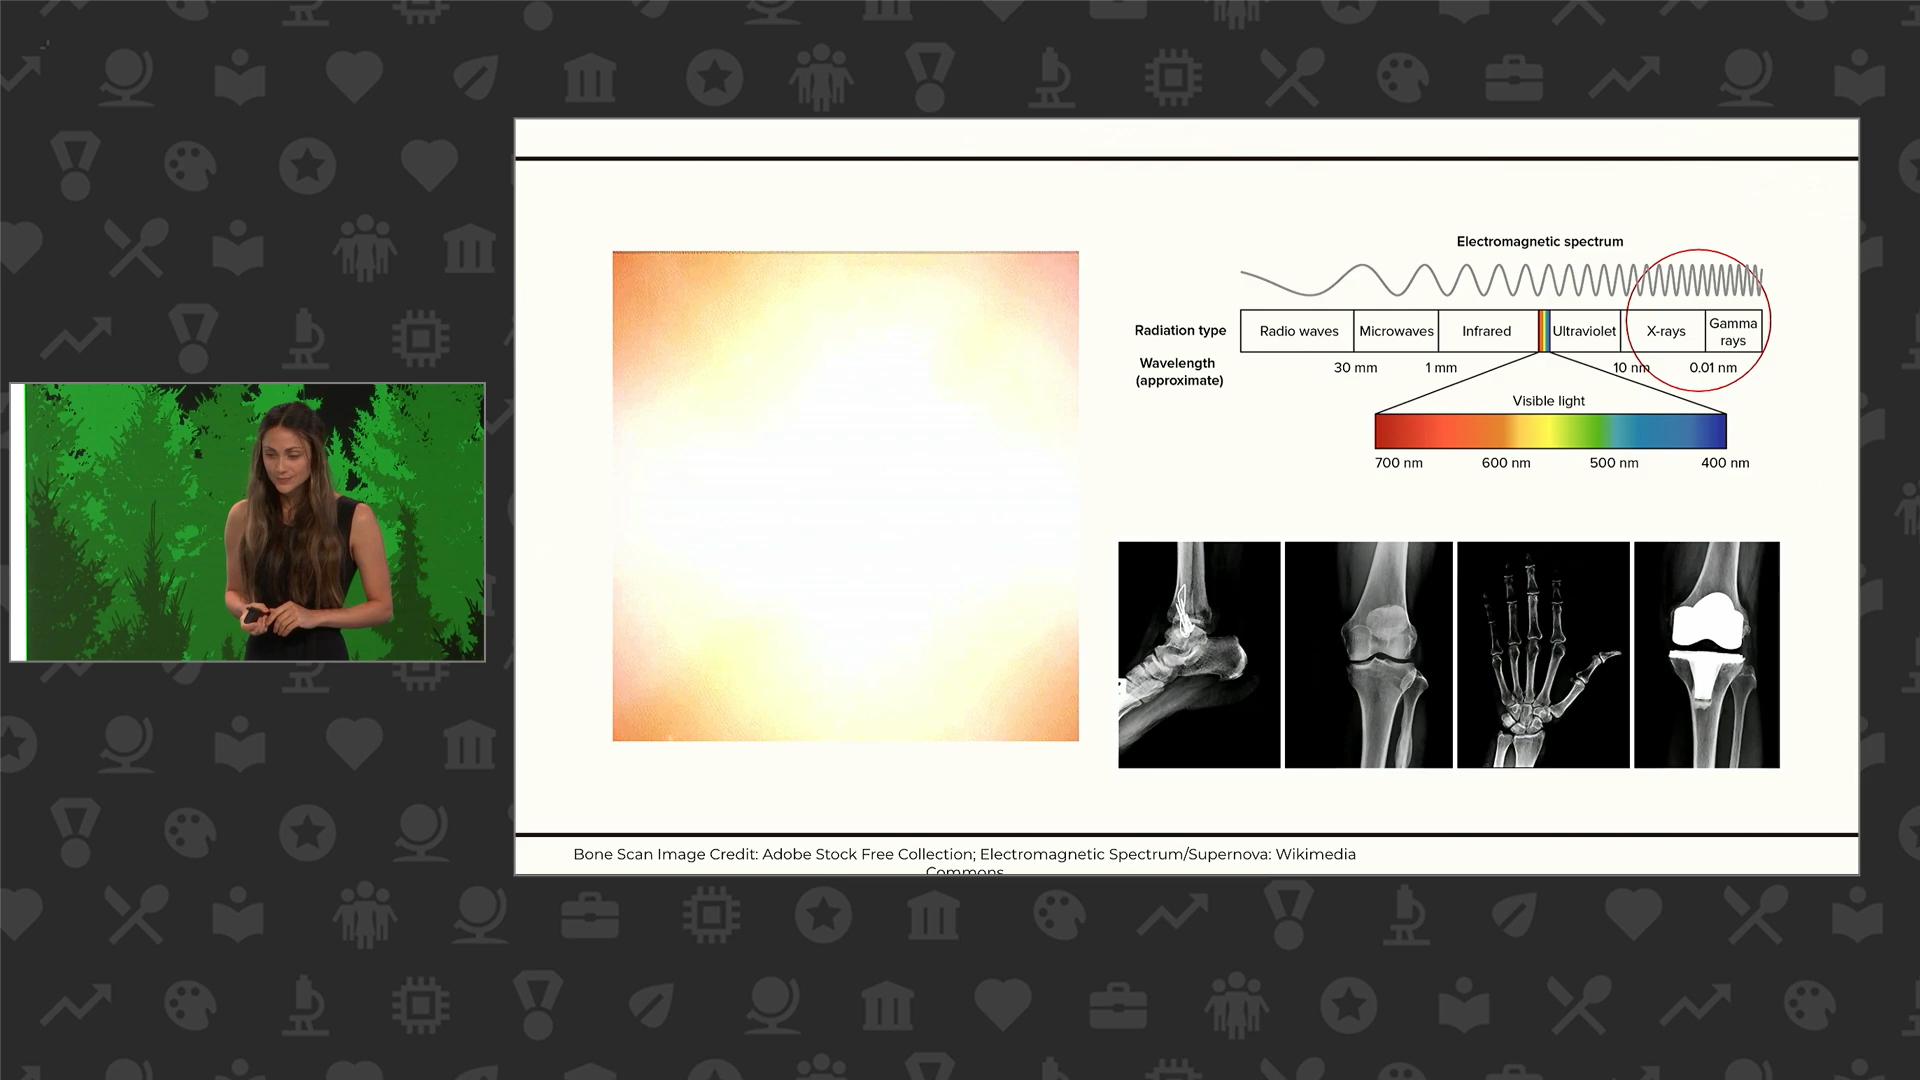 Electromagnetic spectrum
Radiation type
Radio waves
Microwaves
Infrared
Ultraviolet
X-rays
Gamma
rays
Wavelength
(approximate)
30 mm
1 mm
10 nm
0.01 nm
Visible light
700 nm
600 nm
500 nm
400 nm
Bone Scan Image Credit: Adobe Stock Free Collection; Electromagnetic Spectrum/Supernova: Wikimedia
Commons